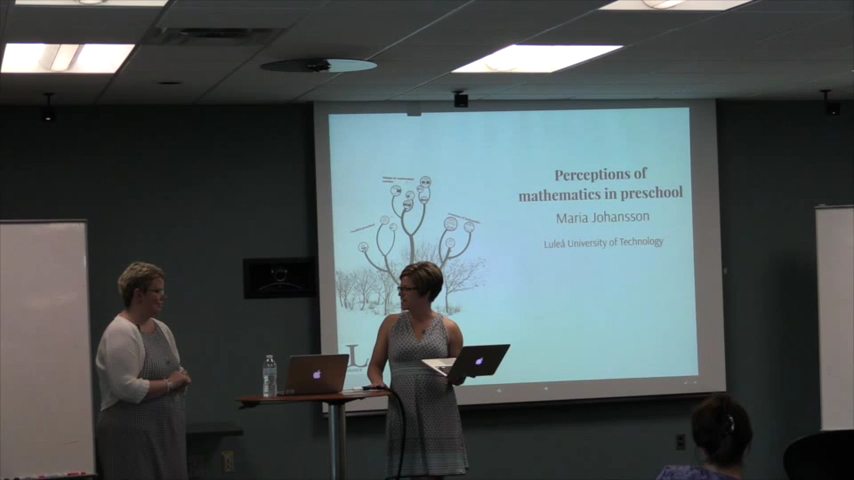 Perceptions of
mathematics in preschool
Maria Johansson
Luleå University of Technology
L